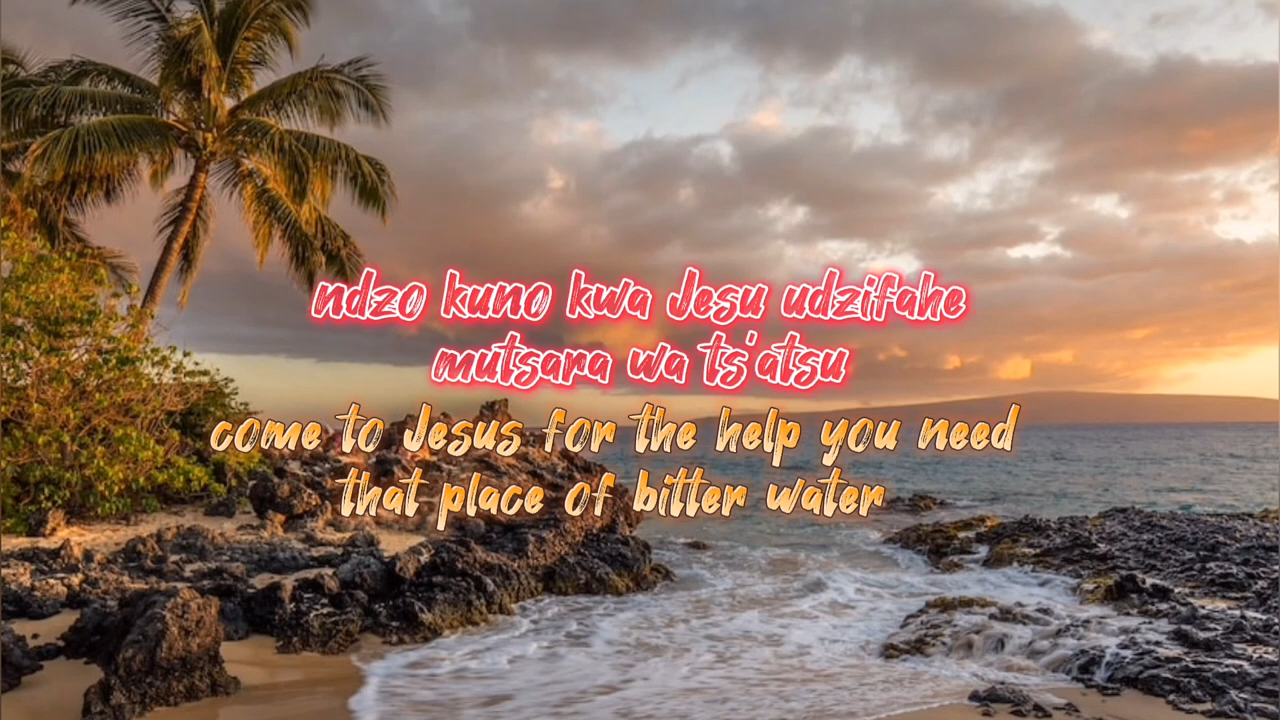 ndzo kuno kwa Jesu udzifahe
mutsara wa ts'atsu
come to Jesus for the help you need
that place of bitter water